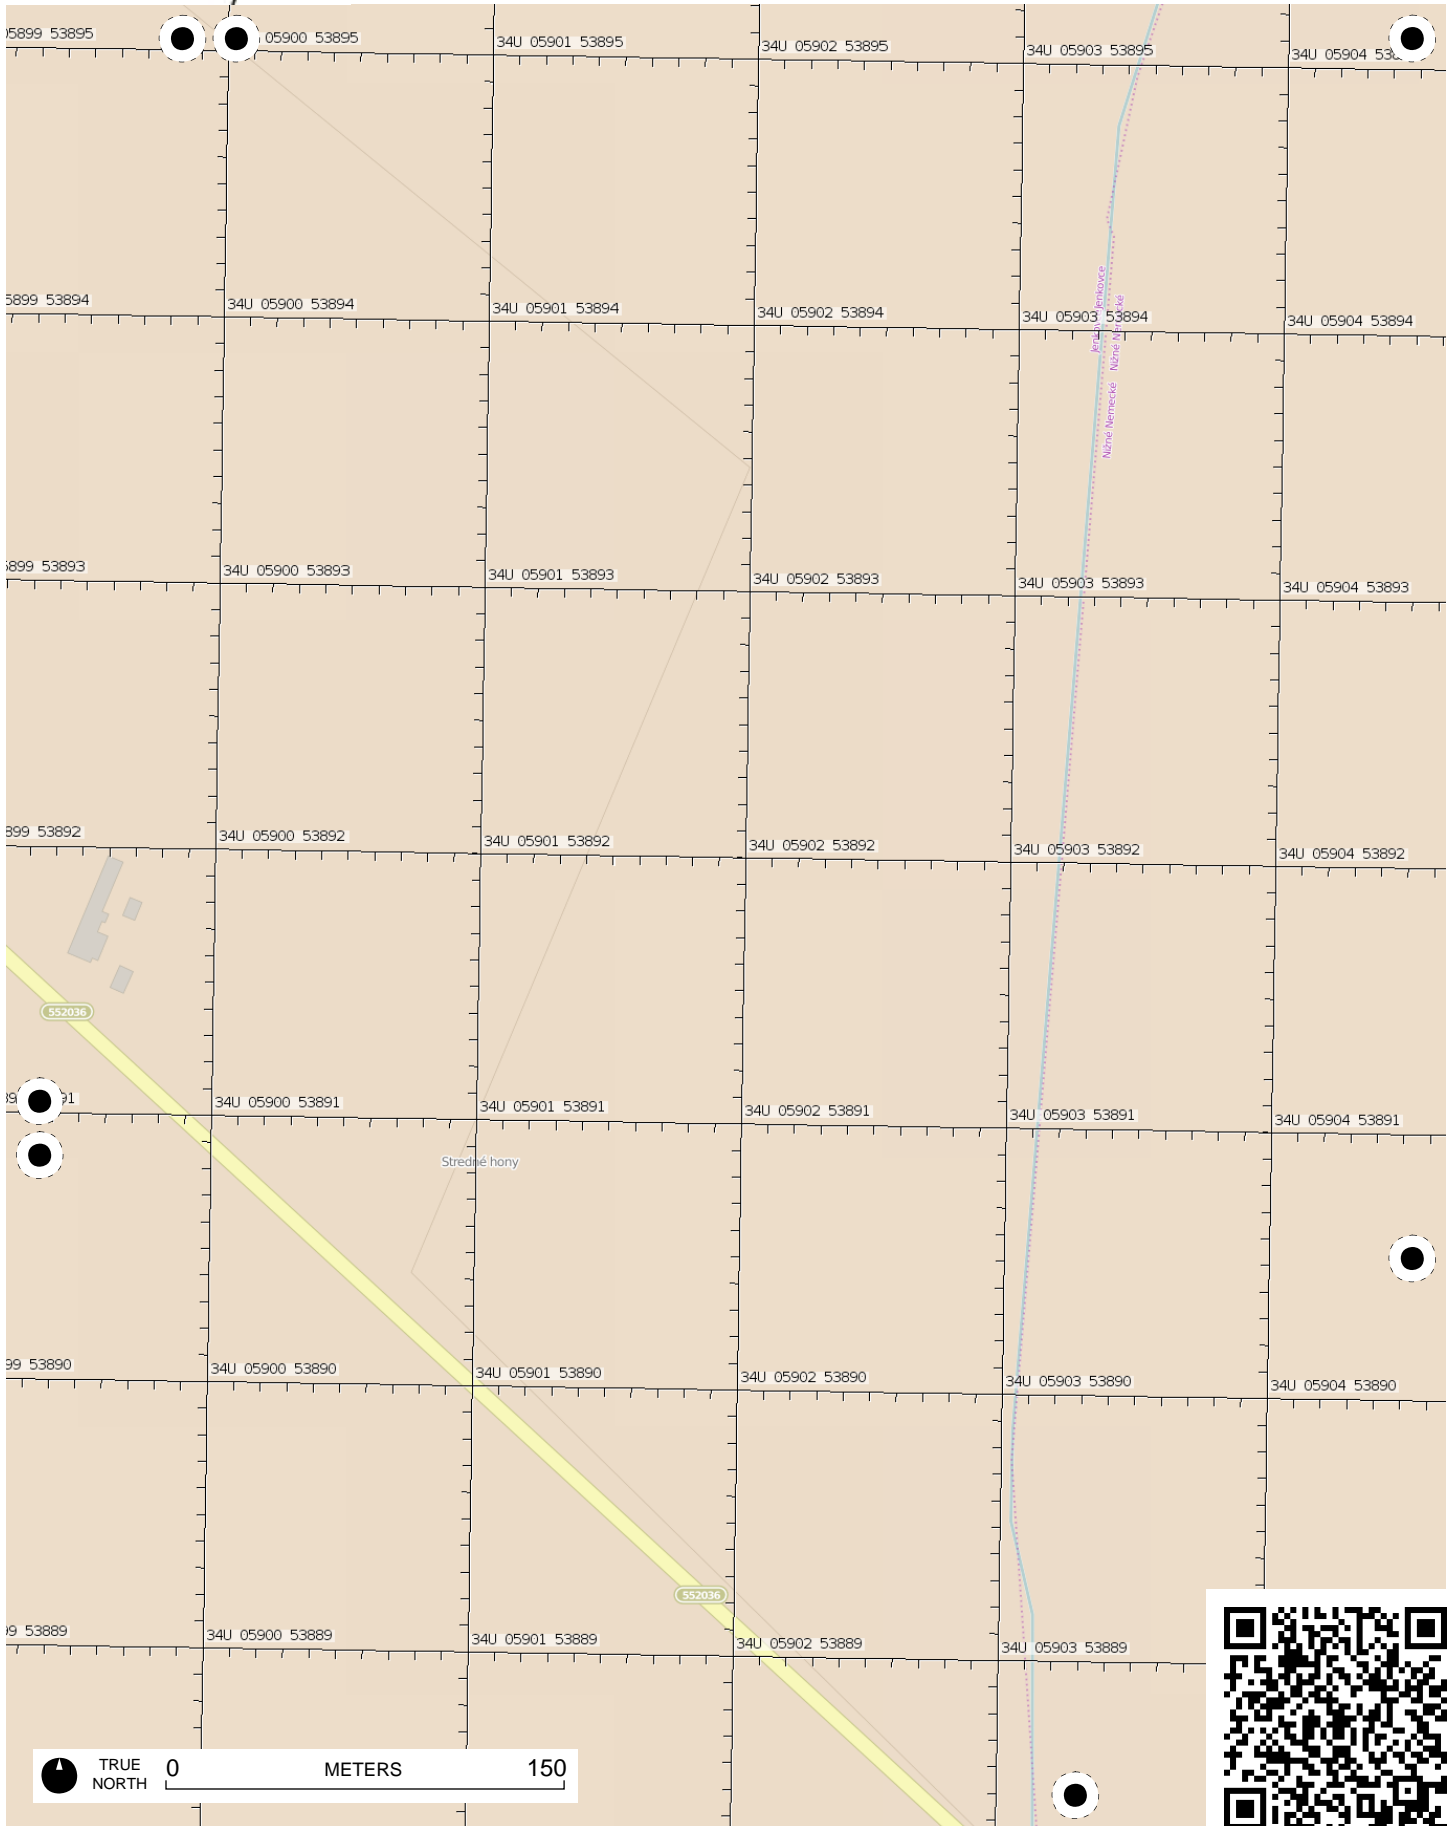 05899 53895
05900 53895
34U 05901 53895
34U 05902 53895
34U 05903 53895
34U 05904
5899 53894
34U 05900 53894
34U 05901 53894
34U 05902 53894
34U 05903 53894
34U 05904 53894
Jenkovce
Nižné Nemecké
Nižné Nemecké
5899 53893
34U 05900 53893
34U 05901 53893
34U 05902 53893
34U 05903 53893
34U 05904 53893
899 53892
34U 05900 53892
34U 05901 53892
34U 05902 53892
34U 05903 53892
34U 05904 53892
552036
91
34U 05900 53891
34U 05901 53891
34U 05902 53891
34U 05903 53891
34U 05904 53891
Stredné hony
99 53890
34U 05900 53890
34U 05901 53890
34U 05902 53890
34U 05903 53890
34U 05904 53890
552036
99 53889
34U 05900 53889
34U 05901 53889
34U 05902 53889
34U 05903 53889
TRUE NORTH
0 METERS 150